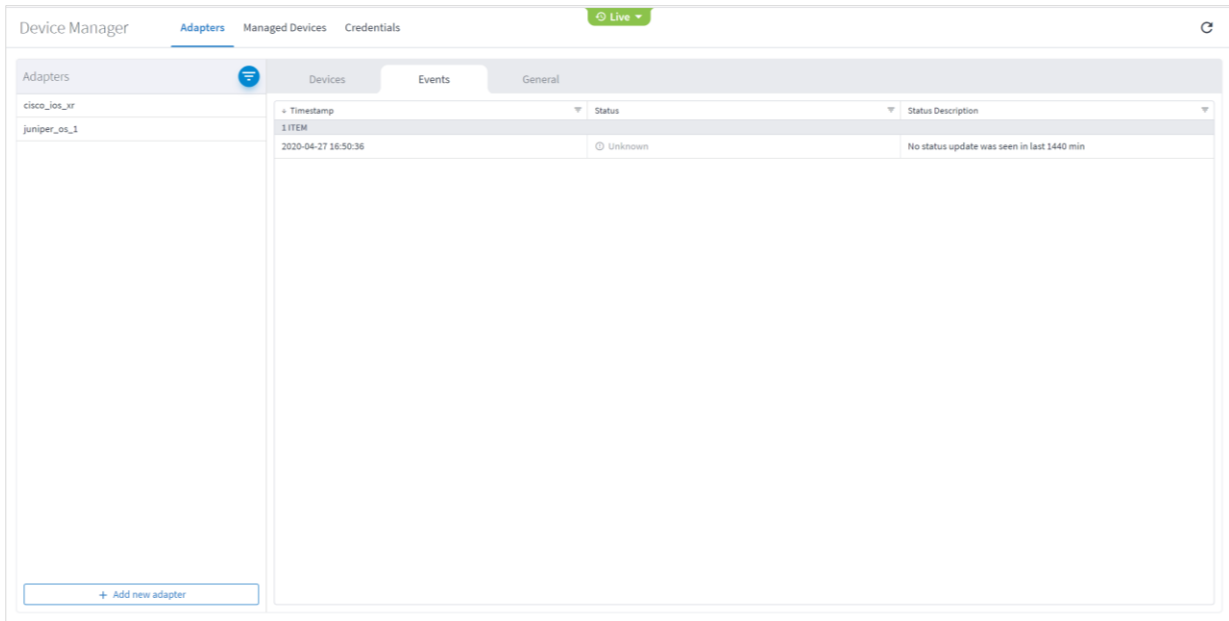 Device Manager Adapters Managed Devices Credentials Live
Adapters Devices Events General
cisco_ios_xr
juniper_os_1
Timestamp Status Status Description
1 ITEM
2020-04-27 16:50:36 Unknown No status update was seen in last 1440 min
+ Add new adapter